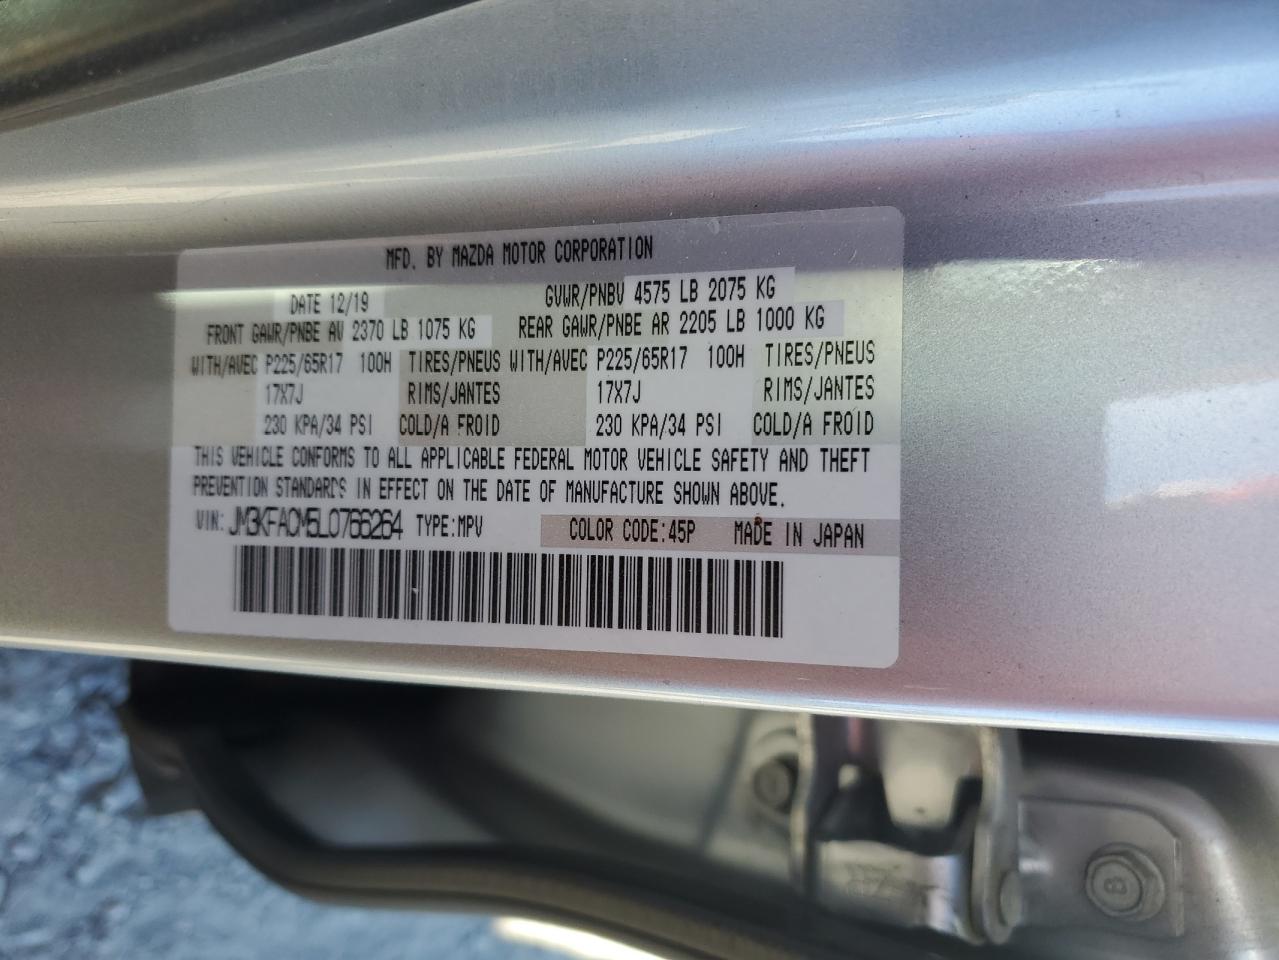 MFD. BY MAZDA MOTOR CORPORATION
DATE 12/19 GVWR/PNBV 4575 LB 2075 KG
FRONT GAWR/PNBE AV 2370 LB 1075 KG REAR GAWR/PNBE AR 2205 LB 1000 KG
WITH/AVEC P225/65R17 100H TIRES/PNEUS WITH/AVEC P225/65R17 100H TIRES/PNEUS
17X7J RIMS/JANTES 17X7J RIMS/JANTES
230 KPA/34 PSI COLD/A FROID 230 KPA/34 PSI COLD/A FROID
THIS VEHICLE CONFORMS TO ALL APPLICABLE FEDERAL MOTOR VEHICLE SAFETY AND THEFT
PREVENTION STANDARDS IN EFFECT ON THE DATE OF MANUFACTURE SHOWN ABOVE.
VIN: JM3KFACM5L0766264 TYPE:MPV COLOR CODE:45P MADE IN JAPAN
8